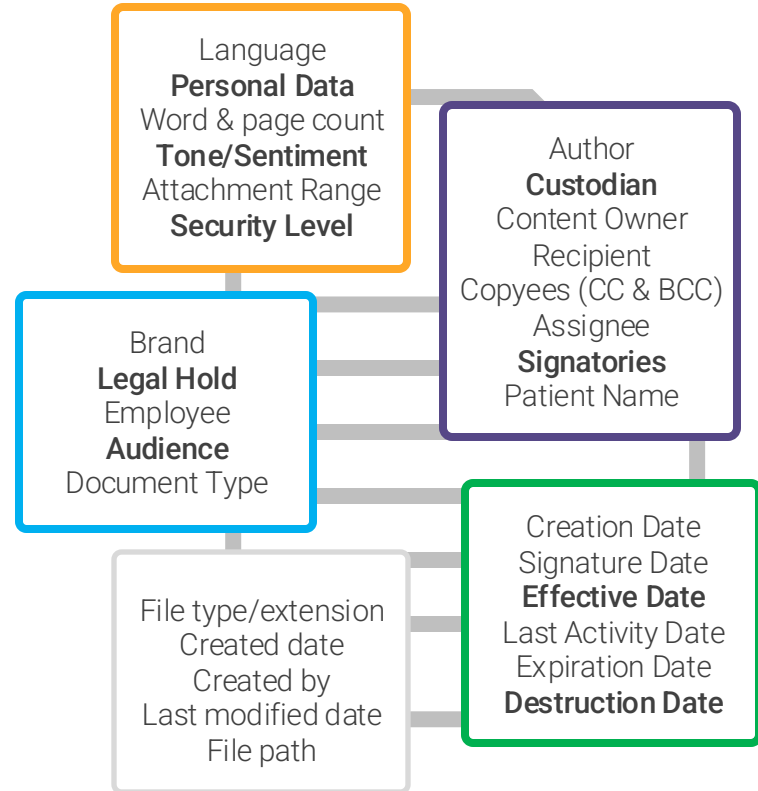 Language
Personal Data
Word & page count
Tone/Sentiment
Attachment Range
Security Level
Author
Custodian
Content Owner
Recipient
Copyees (CC & BCC)
Assignee
Signatories
Patient Name
Brand
Legal Hold
Employee
Audience
Document Type
Creation Date
Signature Date
Effective Date
Last Activity Date
Expiration Date
Destruction Date
File type/extension
Created date
Created by
Last modified date
File path